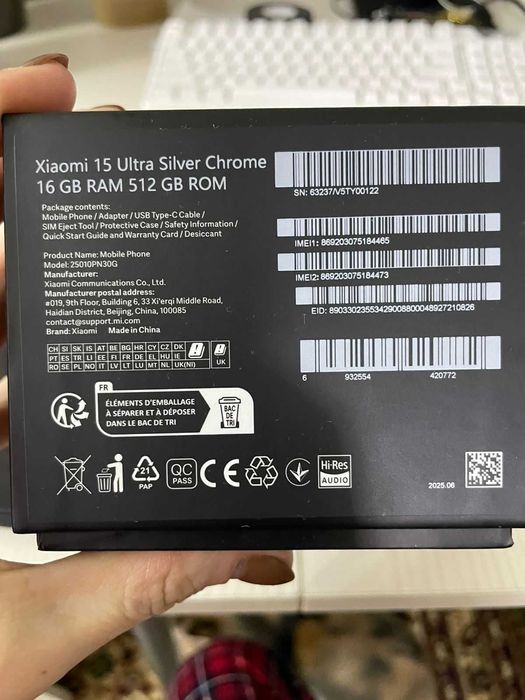 Xiaomi 15 Ultra Silver Chrome
16 GB RAM 512 GB ROM
Package contents:
Mobile Phone / Adapter / USB Type-C Cable /
SIM Eject Tool / Protective Case / Safety Information /
Quick Start Guide and Warranty Card / Desiccant
Product Name: Mobile Phone
Model: 25010PN30G
Manufacturer:
Xiaomi Communications Co., Ltd.
Manufacturer postal address:
#019, 9th Floor, Building 6, 33 Xi'erqi Middle Road,
Haidian District, Beijing, China, 100085
contact@support.mi.com
Brand: Xiaomi Made in China
SN: 63237/V5TY00122
IMEI1: 869203075184465
IMEI2: 869203075184473
EID: 89033023553429008800048927210826
6 932554 420772
CH SI SK IS AT BE BG HR CY CZ DK
PT ES TR LI EE FI FR DE EL HU IE
RO SE PL NO IT LV LT LU MT NL UK(NI)
UK
FR
ÉLÉMENTS D'EMBALLAGE
À SÉPARER ET À DÉPOSER
DANS LE BAC DE TRI
BAC
DE
TRI
21
PAP
QC
PASS
CE
Hi-Res
AUDIO
2025.06